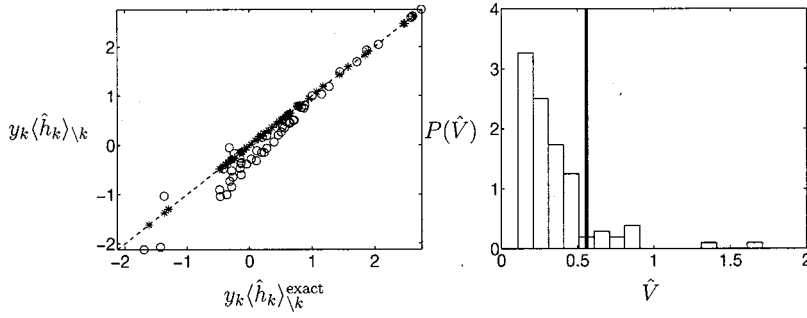 2
1
0
−1
−2
y_k⟨ĥ_k⟩_{\k}
−2 −1 0 1 2
y_k⟨ĥ_k⟩_{\k}^{exact}
4
3
2
1
0
P(V̂)
0 0.5 1 1.5 2
V̂